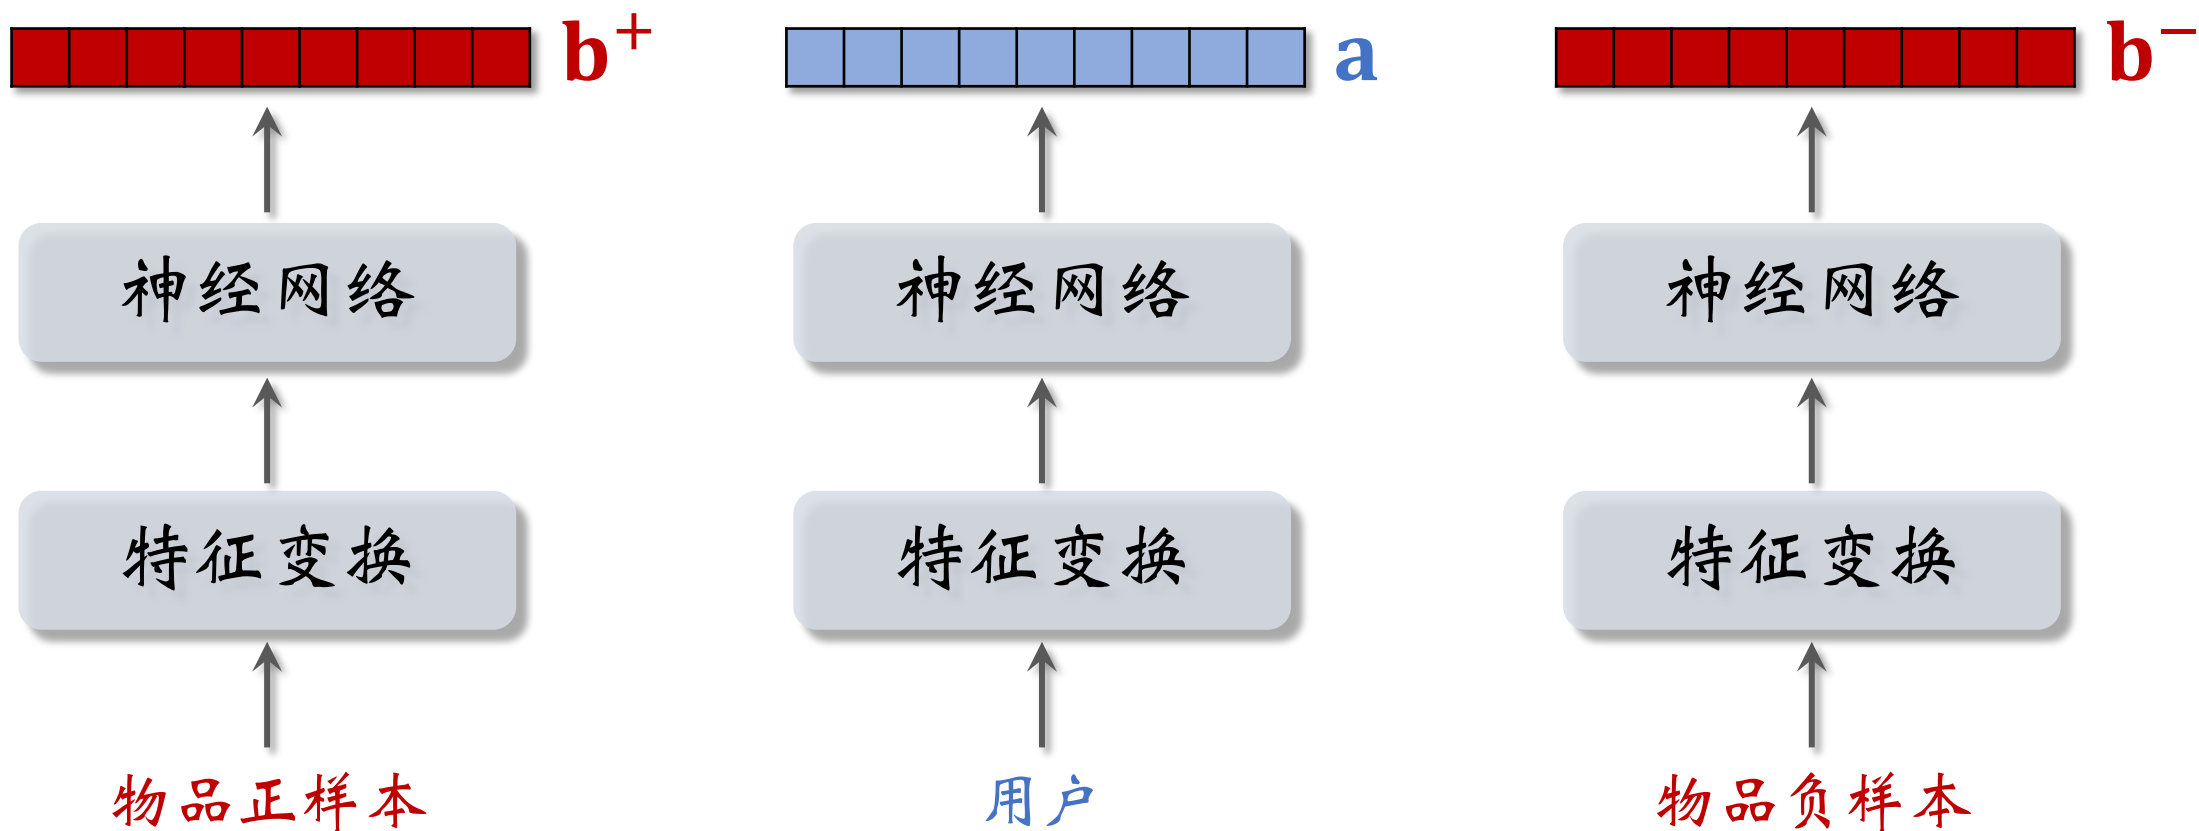 b⁺ a b⁻
神经网络 神经网络 神经网络
特征变换 特征变换 特征变换
物品正样本 用户 物品负样本